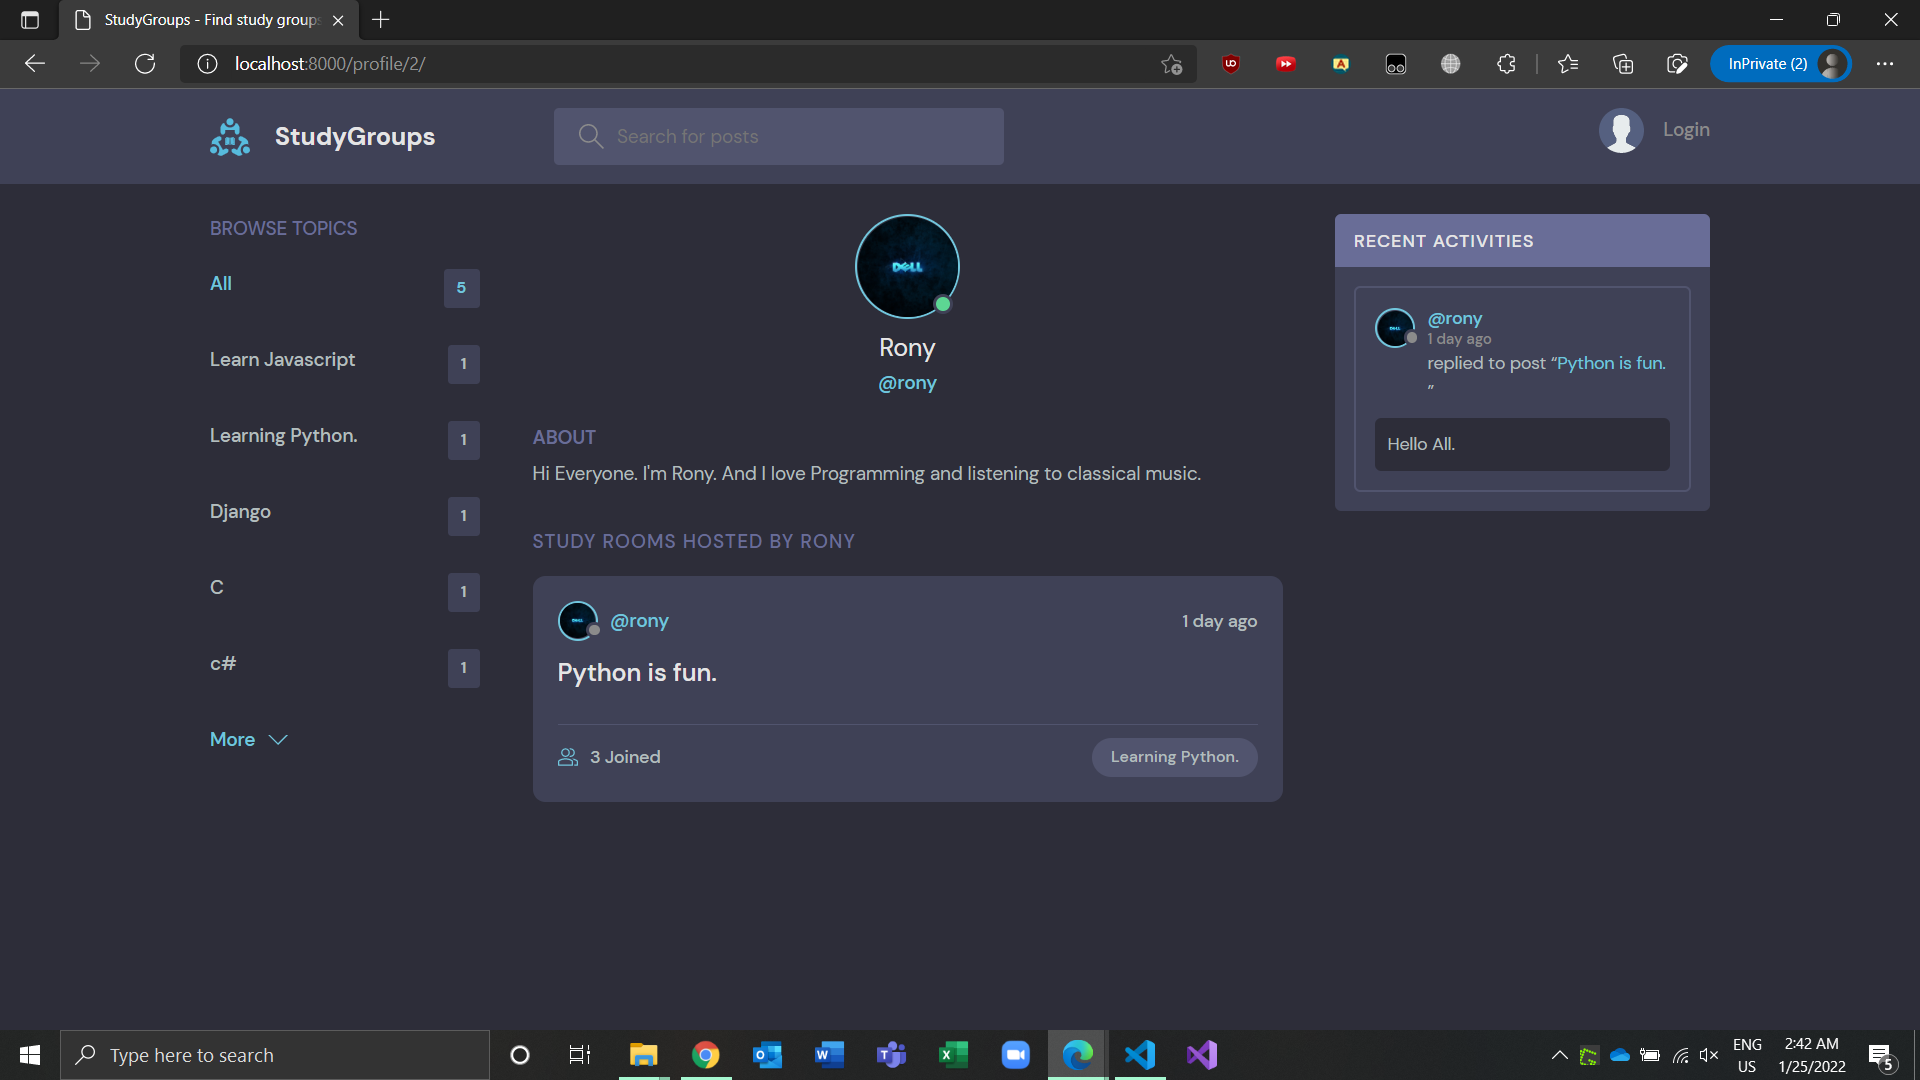 StudyGroups - Find study groups
localhost:8000/profile/2/
InPrivate (2)
StudyGroups
Search for posts
Login
BROWSE TOPICS
All
5
Learn Javascript
1
Learning Python.
1
Django
1
C
1
c#
1
More
DELL
Rony
@rony
ABOUT
Hi Everyone. I'm Rony. And I love Programming and listening to classical music.
STUDY ROOMS HOSTED BY RONY
@rony
1 day ago
Python is fun.
3 Joined
Learning Python.
RECENT ACTIVITIES
@rony
1 day ago
replied to post “Python is fun.
”
Hello All.
Type here to search
ENG
US
2:42 AM
1/25/2022
5